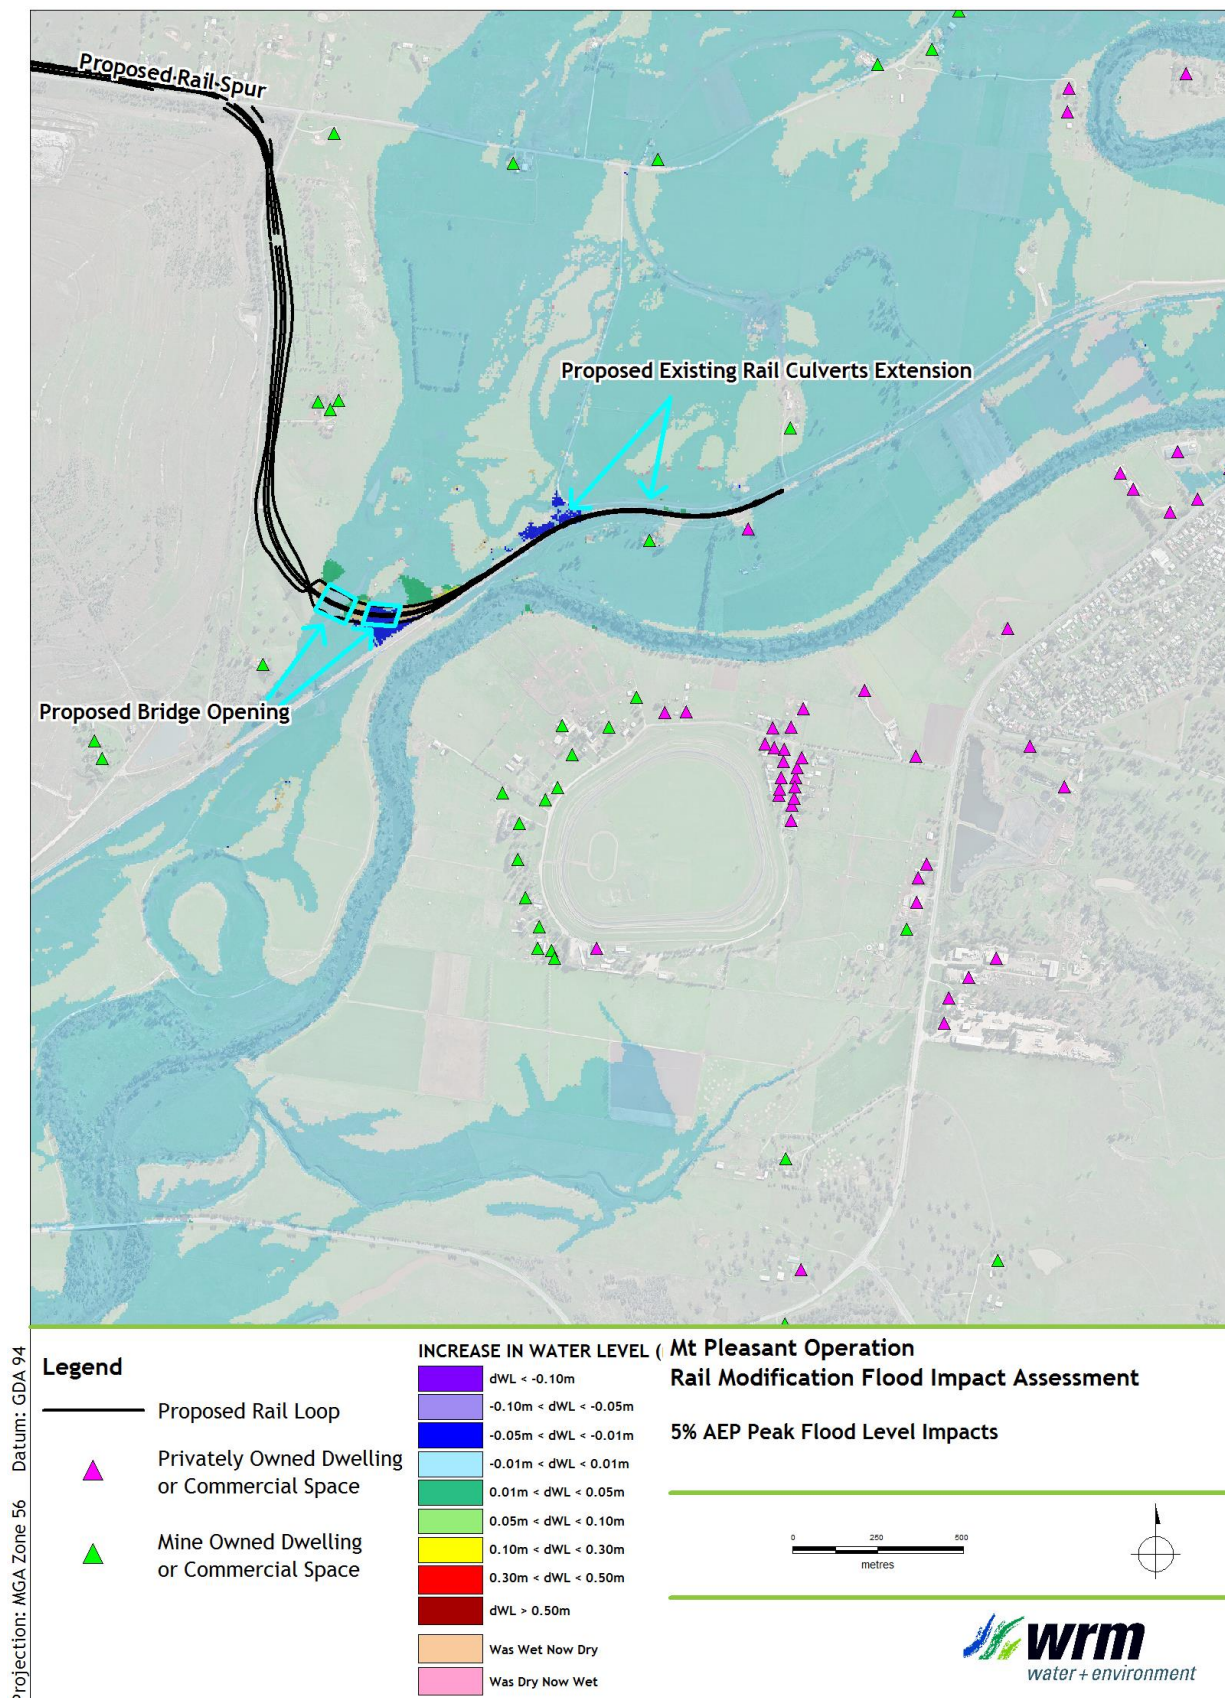 Proposed Rail Spur
Proposed Existing Rail Culverts Extension
Proposed Bridge Opening
Projection: MGA Zone 56 Datum: GDA 94
Legend
Proposed Rail Loop
Privately Owned Dwelling
or Commercial Space
Mine Owned Dwelling
or Commercial Space
INCREASE IN WATER LEVEL (
dWL < -0.10m
-0.10m < dWL < -0.05m
-0.05m < dWL < -0.01m
-0.01m < dWL < 0.01m
0.01m < dWL < 0.05m
0.05m < dWL < 0.10m
0.10m < dWL < 0.30m
0.30m < dWL < 0.50m
dWL > 0.50m
Was Wet Now Dry
Was Dry Now Wet
Mt Pleasant Operation
Rail Modification Flood Impact Assessment
5% AEP Peak Flood Level Impacts
0 250 500
metres
wrm
water + environment